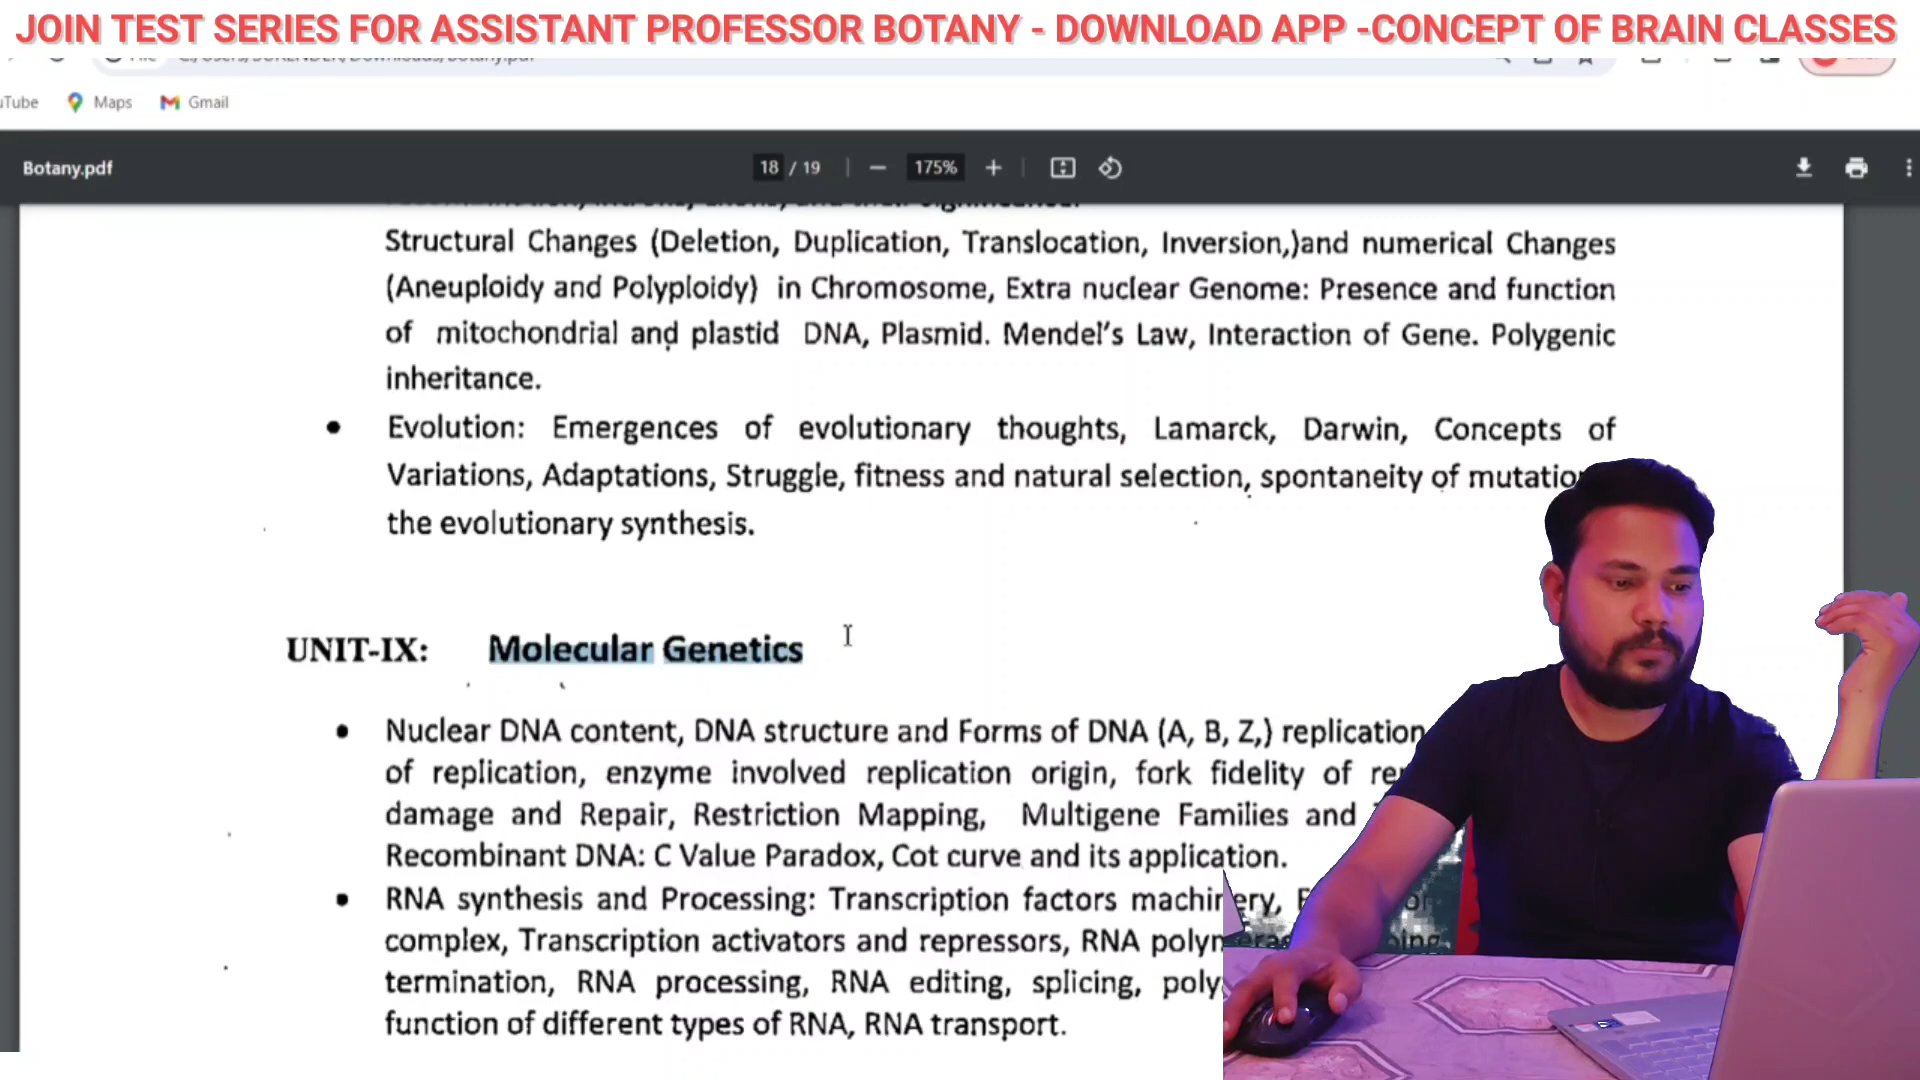 JOIN TEST SERIES FOR ASSISTANT PROFESSOR BOTANY - DOWNLOAD APP -CONCEPT OF BRAIN CLASSES
uTube Maps Gmail
Botany.pdf 18 / 19 175%
Structural Changes (Deletion, Duplication, Translocation, Inversion,)and numerical Changes
(Aneuploidy and Polyploidy) in Chromosome, Extra nuclear Genome: Presence and function
of mitochondrial and plastid DNA, Plasmid. Mendel's Law, Interaction of Gene. Polygenic
inheritance.
• Evolution: Emergences of evolutionary thoughts, Lamarck, Darwin, Concepts of
Variations, Adaptations, Struggle, fitness and natural selection, spontaneity of mutatio
the evolutionary synthesis.
UNIT-IX: Molecular Genetics
• Nuclear DNA content, DNA structure and Forms of DNA (A, B, Z,) replication
of replication, enzyme involved replication origin, fork fidelity of re
damage and Repair, Restriction Mapping, Multigene Families and
Recombinant DNA: C Value Paradox, Cot curve and its application.
• RNA synthesis and Processing: Transcription factors machinery,
complex, Transcription activators and repressors, RNA
termination, RNA processing, RNA editing, splicing, poly
function of different types of RNA, RNA transport.